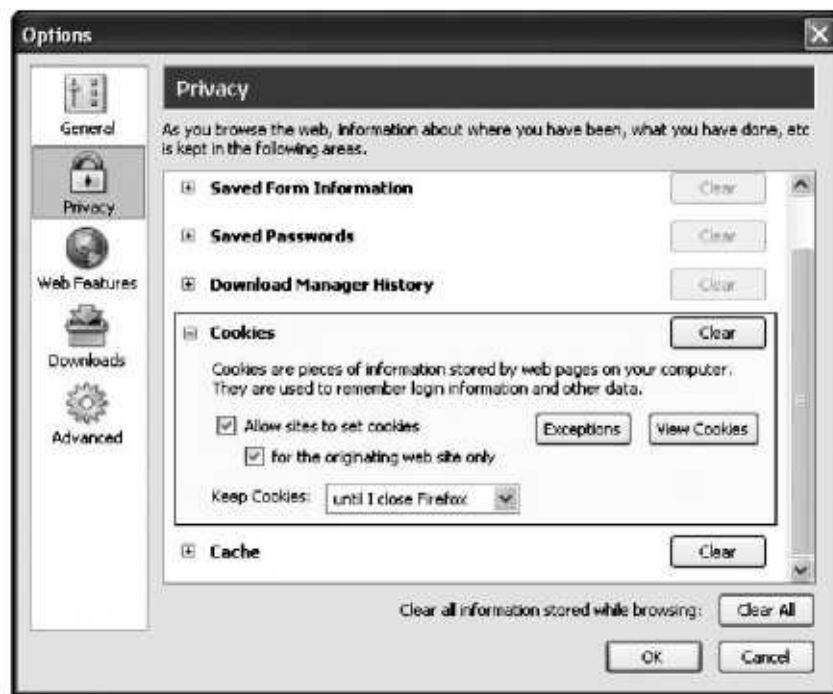 Options
General
Privacy
Web Features
Downloads
Advanced
Privacy
As you browse the web, information about where you have been, what you have done, etc
is kept in the following areas.
Saved Form Information Clear
Saved Passwords Clear
Download Manager History Clear
Cookies Clear
Cookies are pieces of information stored by web pages on your computer.
They are used to remember login information and other data.
Allow sites to set cookies Exceptions View Cookies
for the originating web site only
Keep Cookies: until I close Firefox
Cache Clear
Clear all information stored while browsing: Clear All
OK Cancel